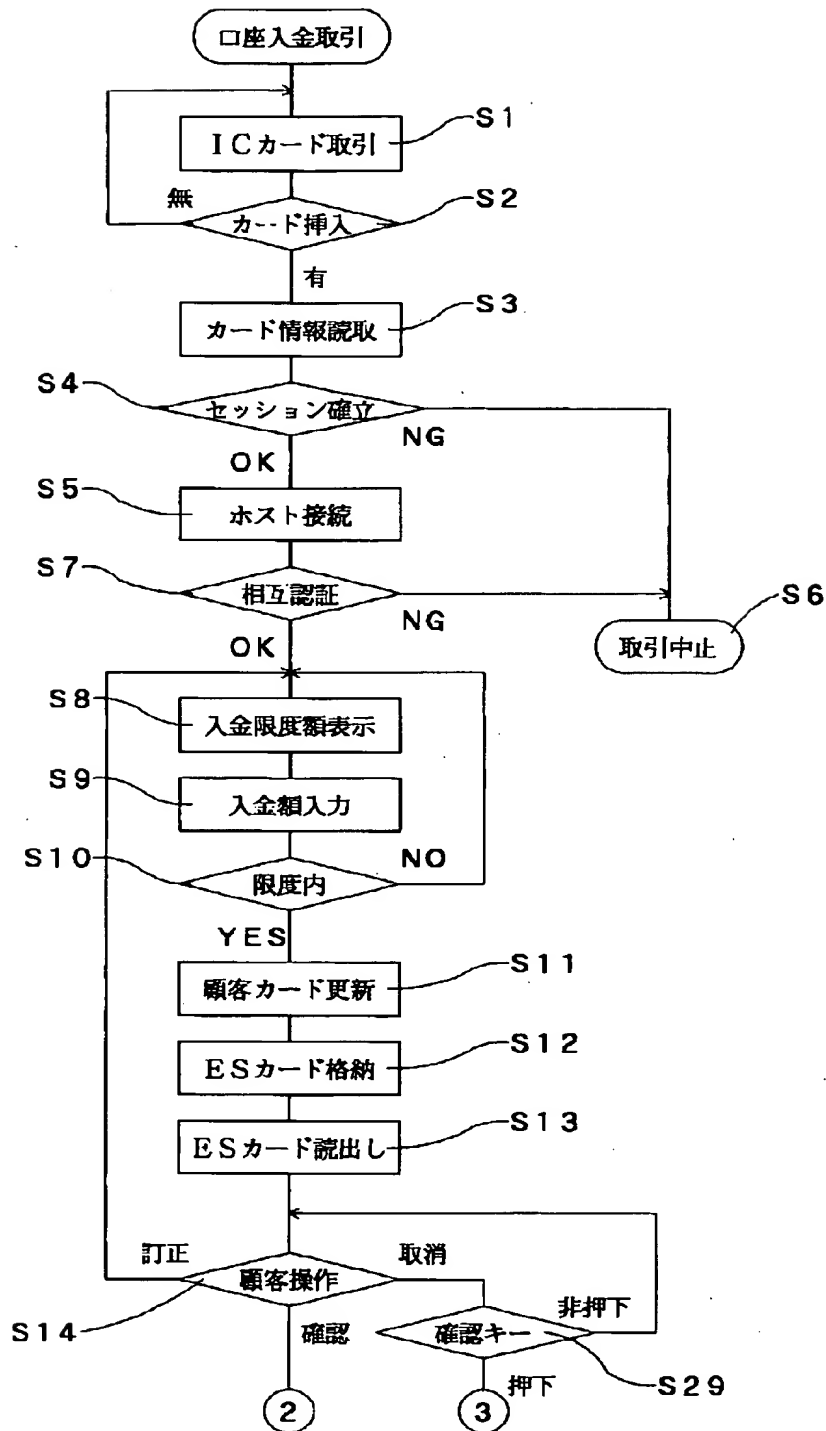 口座入金取引
S1
ICカード取引
無
S2
カード挿入
有
S3
カード情報読取
S4
セッション確立
NG
OK
S5
ホスト接続
S7
相互認証
NG
S6
OK
取引中止
S8
入金限度額表示
S9
入金額入力
S10
NO
限度内
YES
S11
顧客カード更新
S12
ESカード格納
S13
ESカード読出し
訂正
取消
顧客操作
非押下
S14
確認
確認キー
押下
S29
2
3